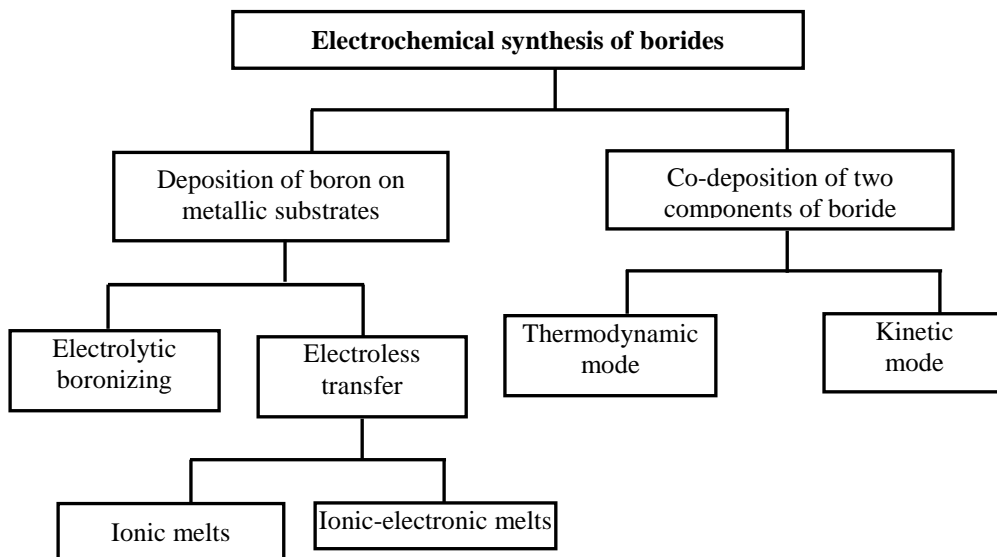 Electrochemical synthesis of borides
Deposition of boron on
metallic substrates
Co-deposition of two
components of boride
Electrolytic
boronizing
Electroless
transfer
Thermodynamic
mode
Kinetic
mode
Ionic melts
Ionic-electronic melts